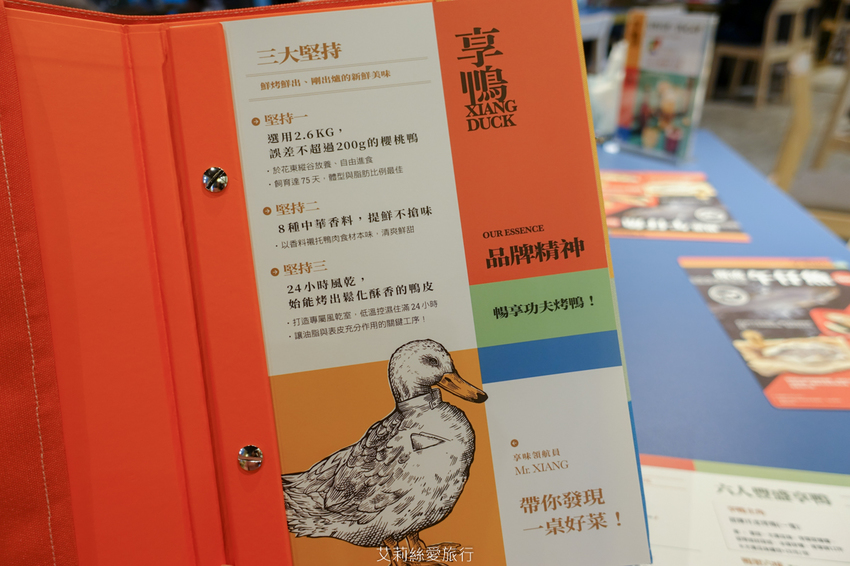 三大堅持
鮮烤鮮出、剛出爐的新鮮美味
堅持一
選用2.6KG，
誤差不超過200g的櫻桃鴨
・於花東縱谷放養、自由進食
・飼育達75天，體型與脂肪比例最佳
堅持二
8種中華香料，提鮮不搶味
・以香料襯托鴨肉食材本味，清爽鮮甜
堅持三
24小時風乾，
始能烤出鬆化酥香的鴨皮
・打造專屬風乾室，低溫控濕住滿24小時
・讓油脂與表皮充分作用的關鍵工序！
享鴨
XIANG
DUCK
OUR ESSENCE
品牌精神
暢享功夫烤鴨！
享味領航員
Mr. XIANG
帶你發現
一桌好菜！
午仔魚
六人豐盛享鴨
艾莉絲愛旅行